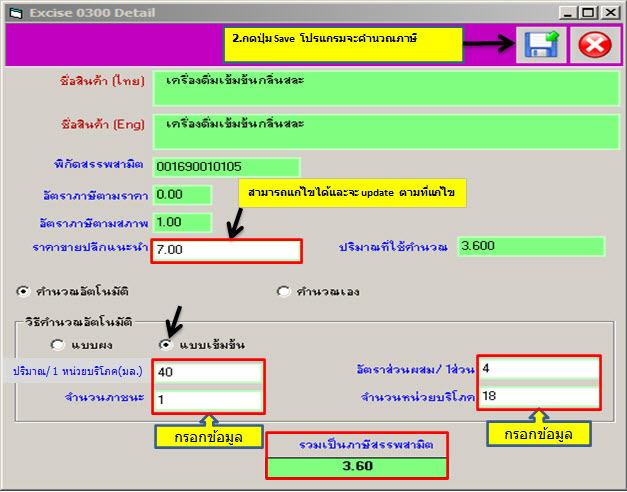 Excise 0300 Detail
2.กดปุ่ม Save โปรแกรมจะคำนวณภาษี
ชื่อสินค้า (ไทย) เครื่องดื่มเข้มข้นกลิ่นสละ
ชื่อสินค้า (Eng) เครื่องดื่มเข้มข้นกลิ่นสละ
พิกัดสรรพสามิต 001690010105
อัตราภาษีตามราคา 0.00 สามารถแก้ไขได้และจะ update ตามที่แก้ไข
อัตราภาษีตามสภาพ 1.00
ราคาขายปลีกแนะนำ 7.00 ปริมาณที่ใช้คำนวณ 3.600
คำนวณอัตโนมัติ คำนวณเอง
วิธีคำนวณอัตโนมัติ
แบบผง แบบเข้มข้น
ปริมาณ/ 1 หน่วยบริโภค(มล.) 40 อัตราส่วนผสม/ 1ส่วน 4
จำนวนภาชนะ 1 จำนวนหน่วยบริโภค 18
กรอกข้อมูล กรอกข้อมูล
รวมเป็นภาษีสรรพสามิต
3.60